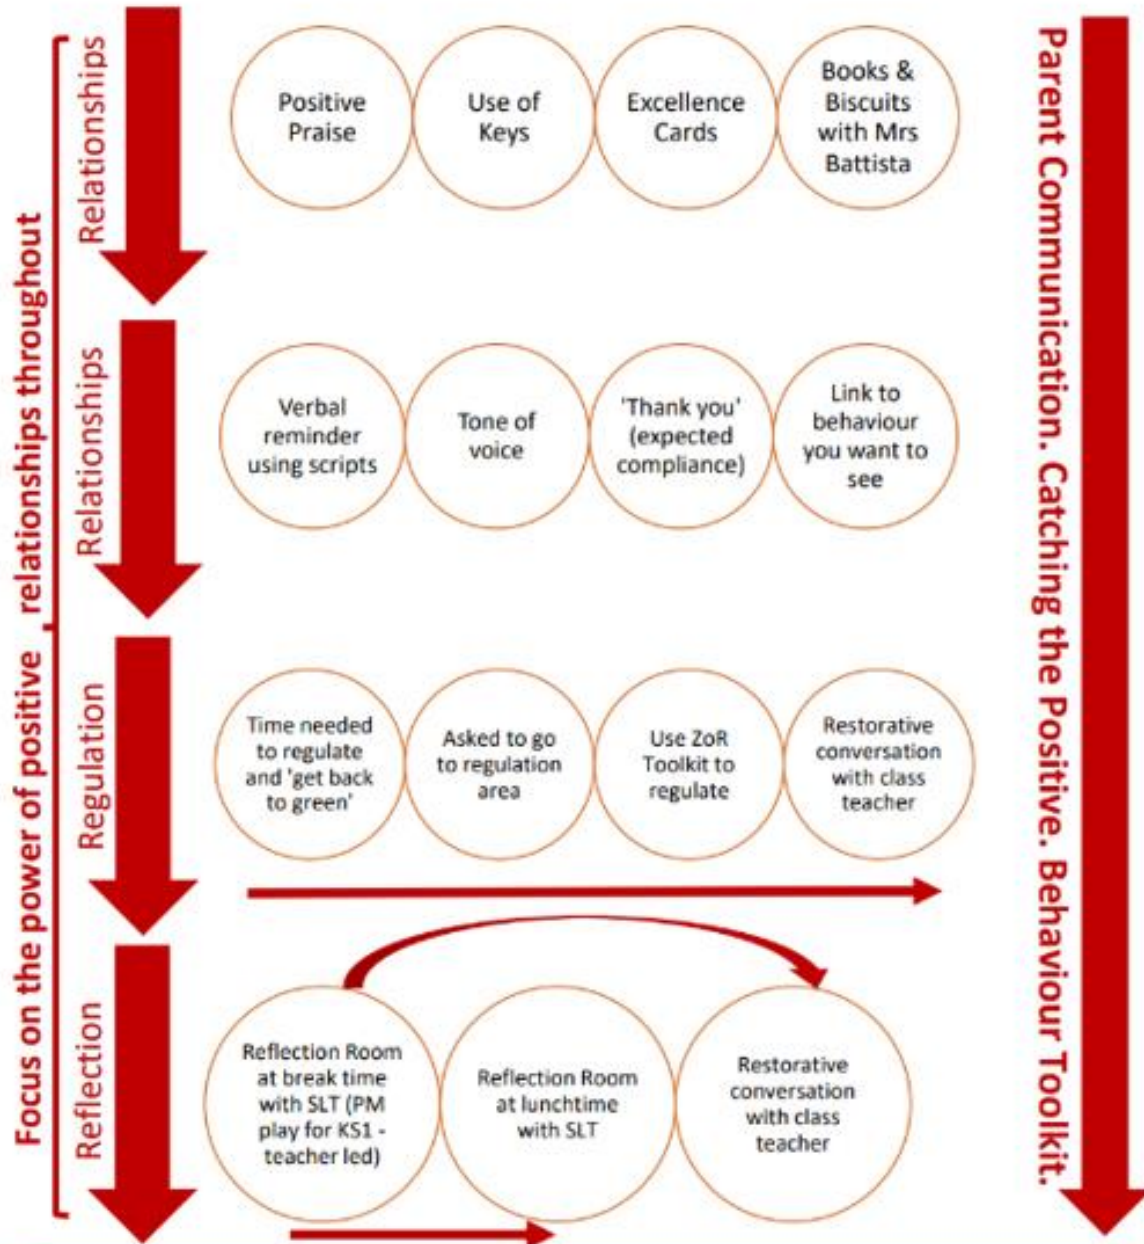 Focus on the power of positive relationships throughout
Relationships
Positive
Praise
Use of
Keys
Excellence
Cards
Books &
Biscuits
with Mrs
Battista
Relationships
Verbal
reminder
using scripts
Tone of
voice
'Thank you'
(expected
compliance)
Link to
behaviour
you want to
see
Regulation
Time needed
to regulate
and 'get back
to green'
Asked to go
to regulation
area
Use ZoR
Toolkit to
regulate
Restorative
conversation
with class
teacher
Reflection
Reflection Room
at break time
with SLT (PM
play for KS1 -
teacher led)
Reflection Room
at lunchtime
with SLT
Restorative
conversation
with class
teacher
Parent Communication. Catching the Positive. Behaviour Toolkit.